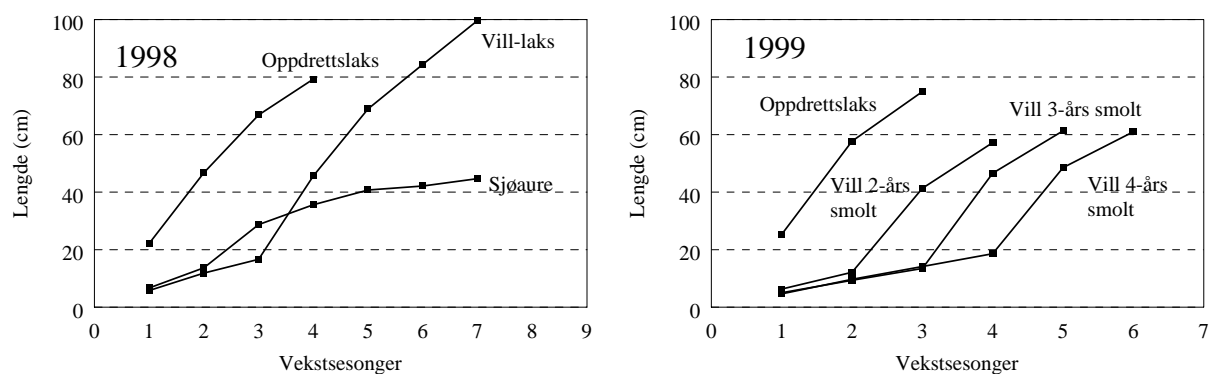 1998
Oppdrettslaks
Vill-laks
Sjøaure
Lengde (cm)
100
80
60
40
20
0
0 1 2 3 4 5 6 7 8 9
Vekstsesonger
1999
Oppdrettslaks
Vill 3-års smolt
Vill 2-års
smolt
Vill 4-års
smolt
Lengde (cm)
100
80
60
40
20
0
0 1 2 3 4 5 6 7
Vekstsesonger